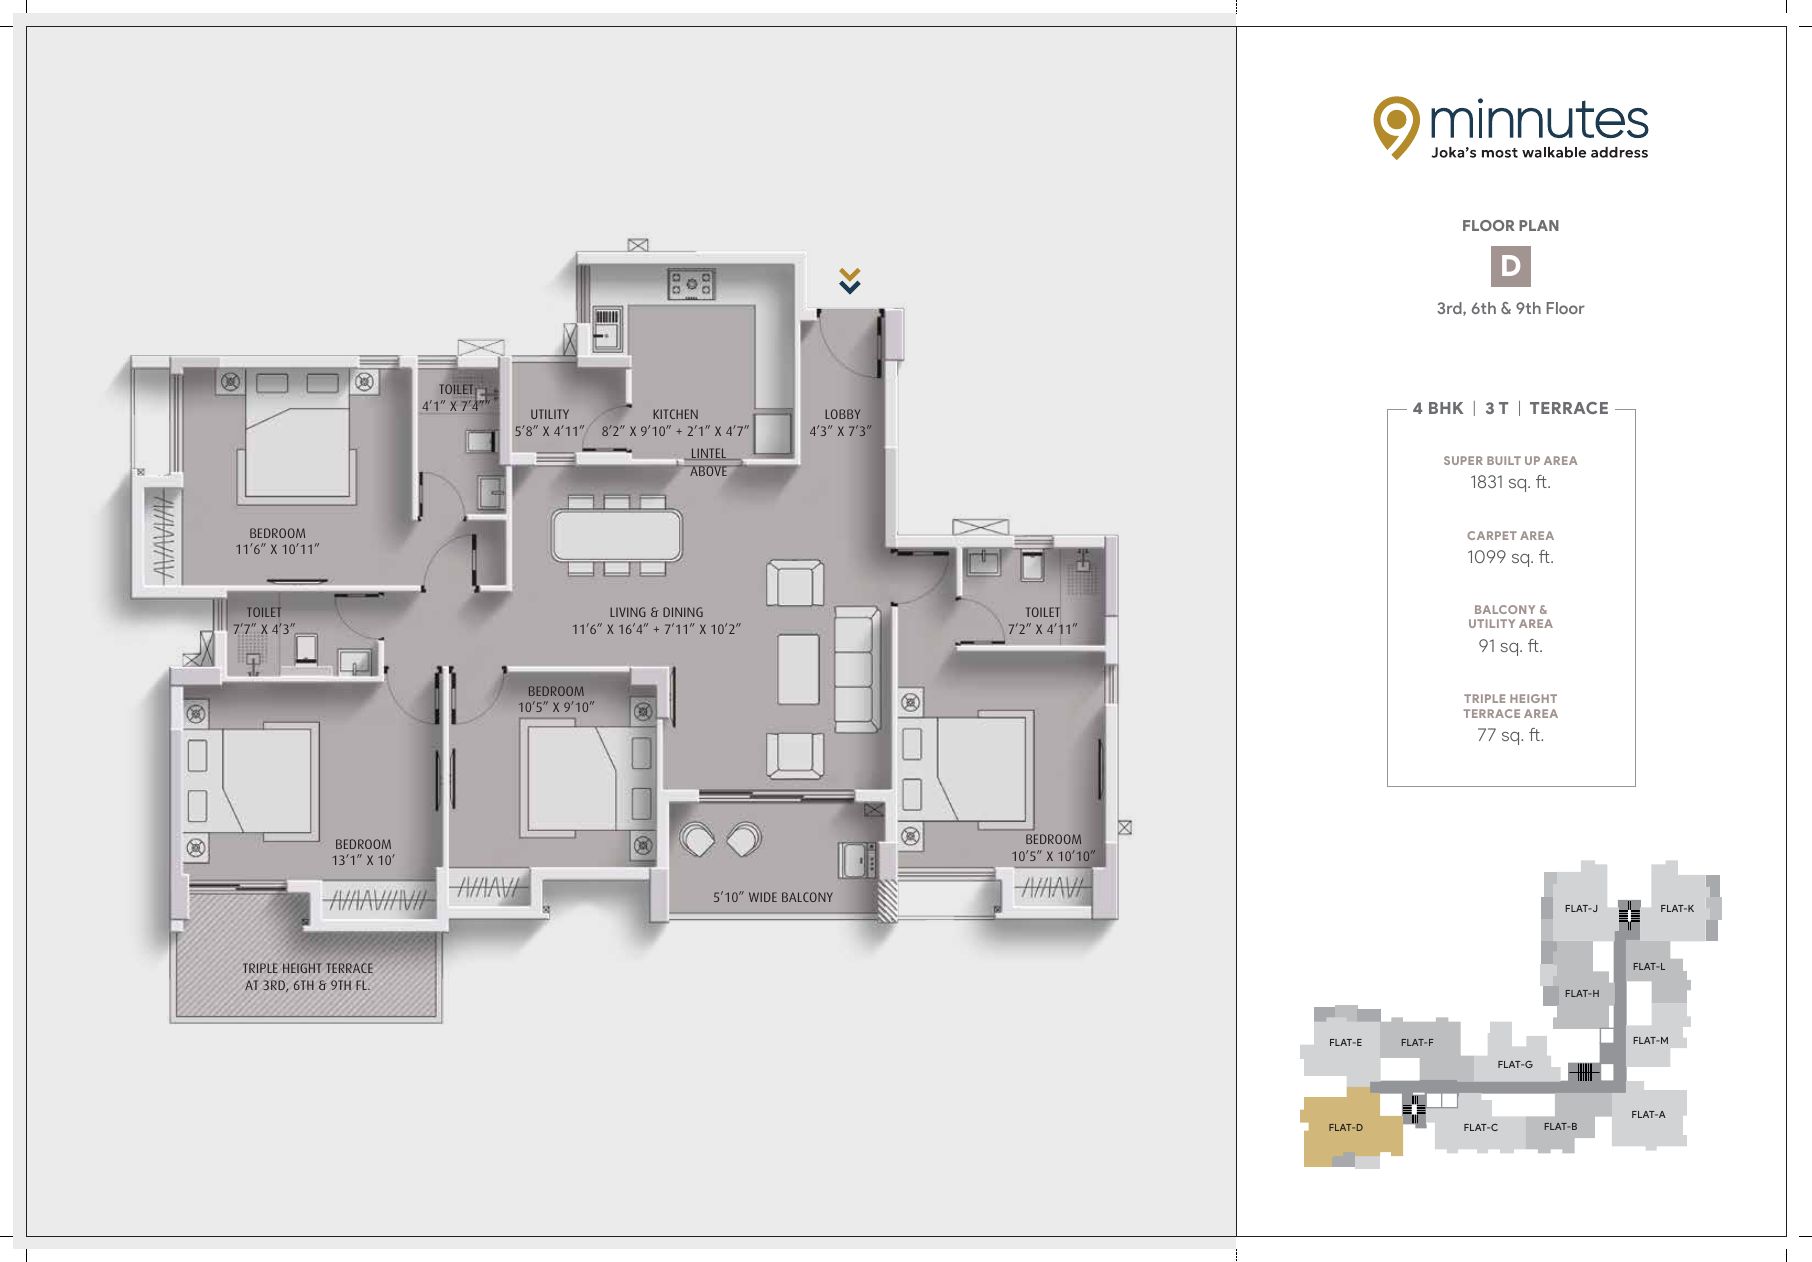 TOILET
4'1" X 7'4"
UTILITY
5'8" X 4'11"
KITCHEN
8'2" X 9'10" + 2'1" X 4'7"
LOBBY
4'3" X 7'3"
LINTEL
ABOVE
BEDROOM
11'6" X 10'11"
TOILET
7'7" X 4'3"
LIVING & DINING
11'6" X 16'4" + 7'11" X 10'2"
TOILET
7'2" X 4'11"
BEDROOM
10'5" X 9'10"
BEDROOM
13'1" X 10'
BEDROOM
10'5" X 10'10"
5'10" WIDE BALCONY
TRIPLE HEIGHT TERRACE
AT 3RD, 6TH & 9TH FL.
9 minnutes
Joka's most walkable address
FLOOR PLAN
D
3rd, 6th & 9th Floor
4 BHK | 3 T | TERRACE
SUPER BUILT UP AREA
1831 sq. ft.
CARPET AREA
1099 sq. ft.
BALCONY &
UTILITY AREA
91 sq. ft.
TRIPLE HEIGHT
TERRACE AREA
77 sq. ft.
FLAT-J
FLAT-K
FLAT-L
FLAT-H
FLAT-E
FLAT-F
FLAT-G
FLAT-M
FLAT-D
FLAT-C
FLAT-B
FLAT-A